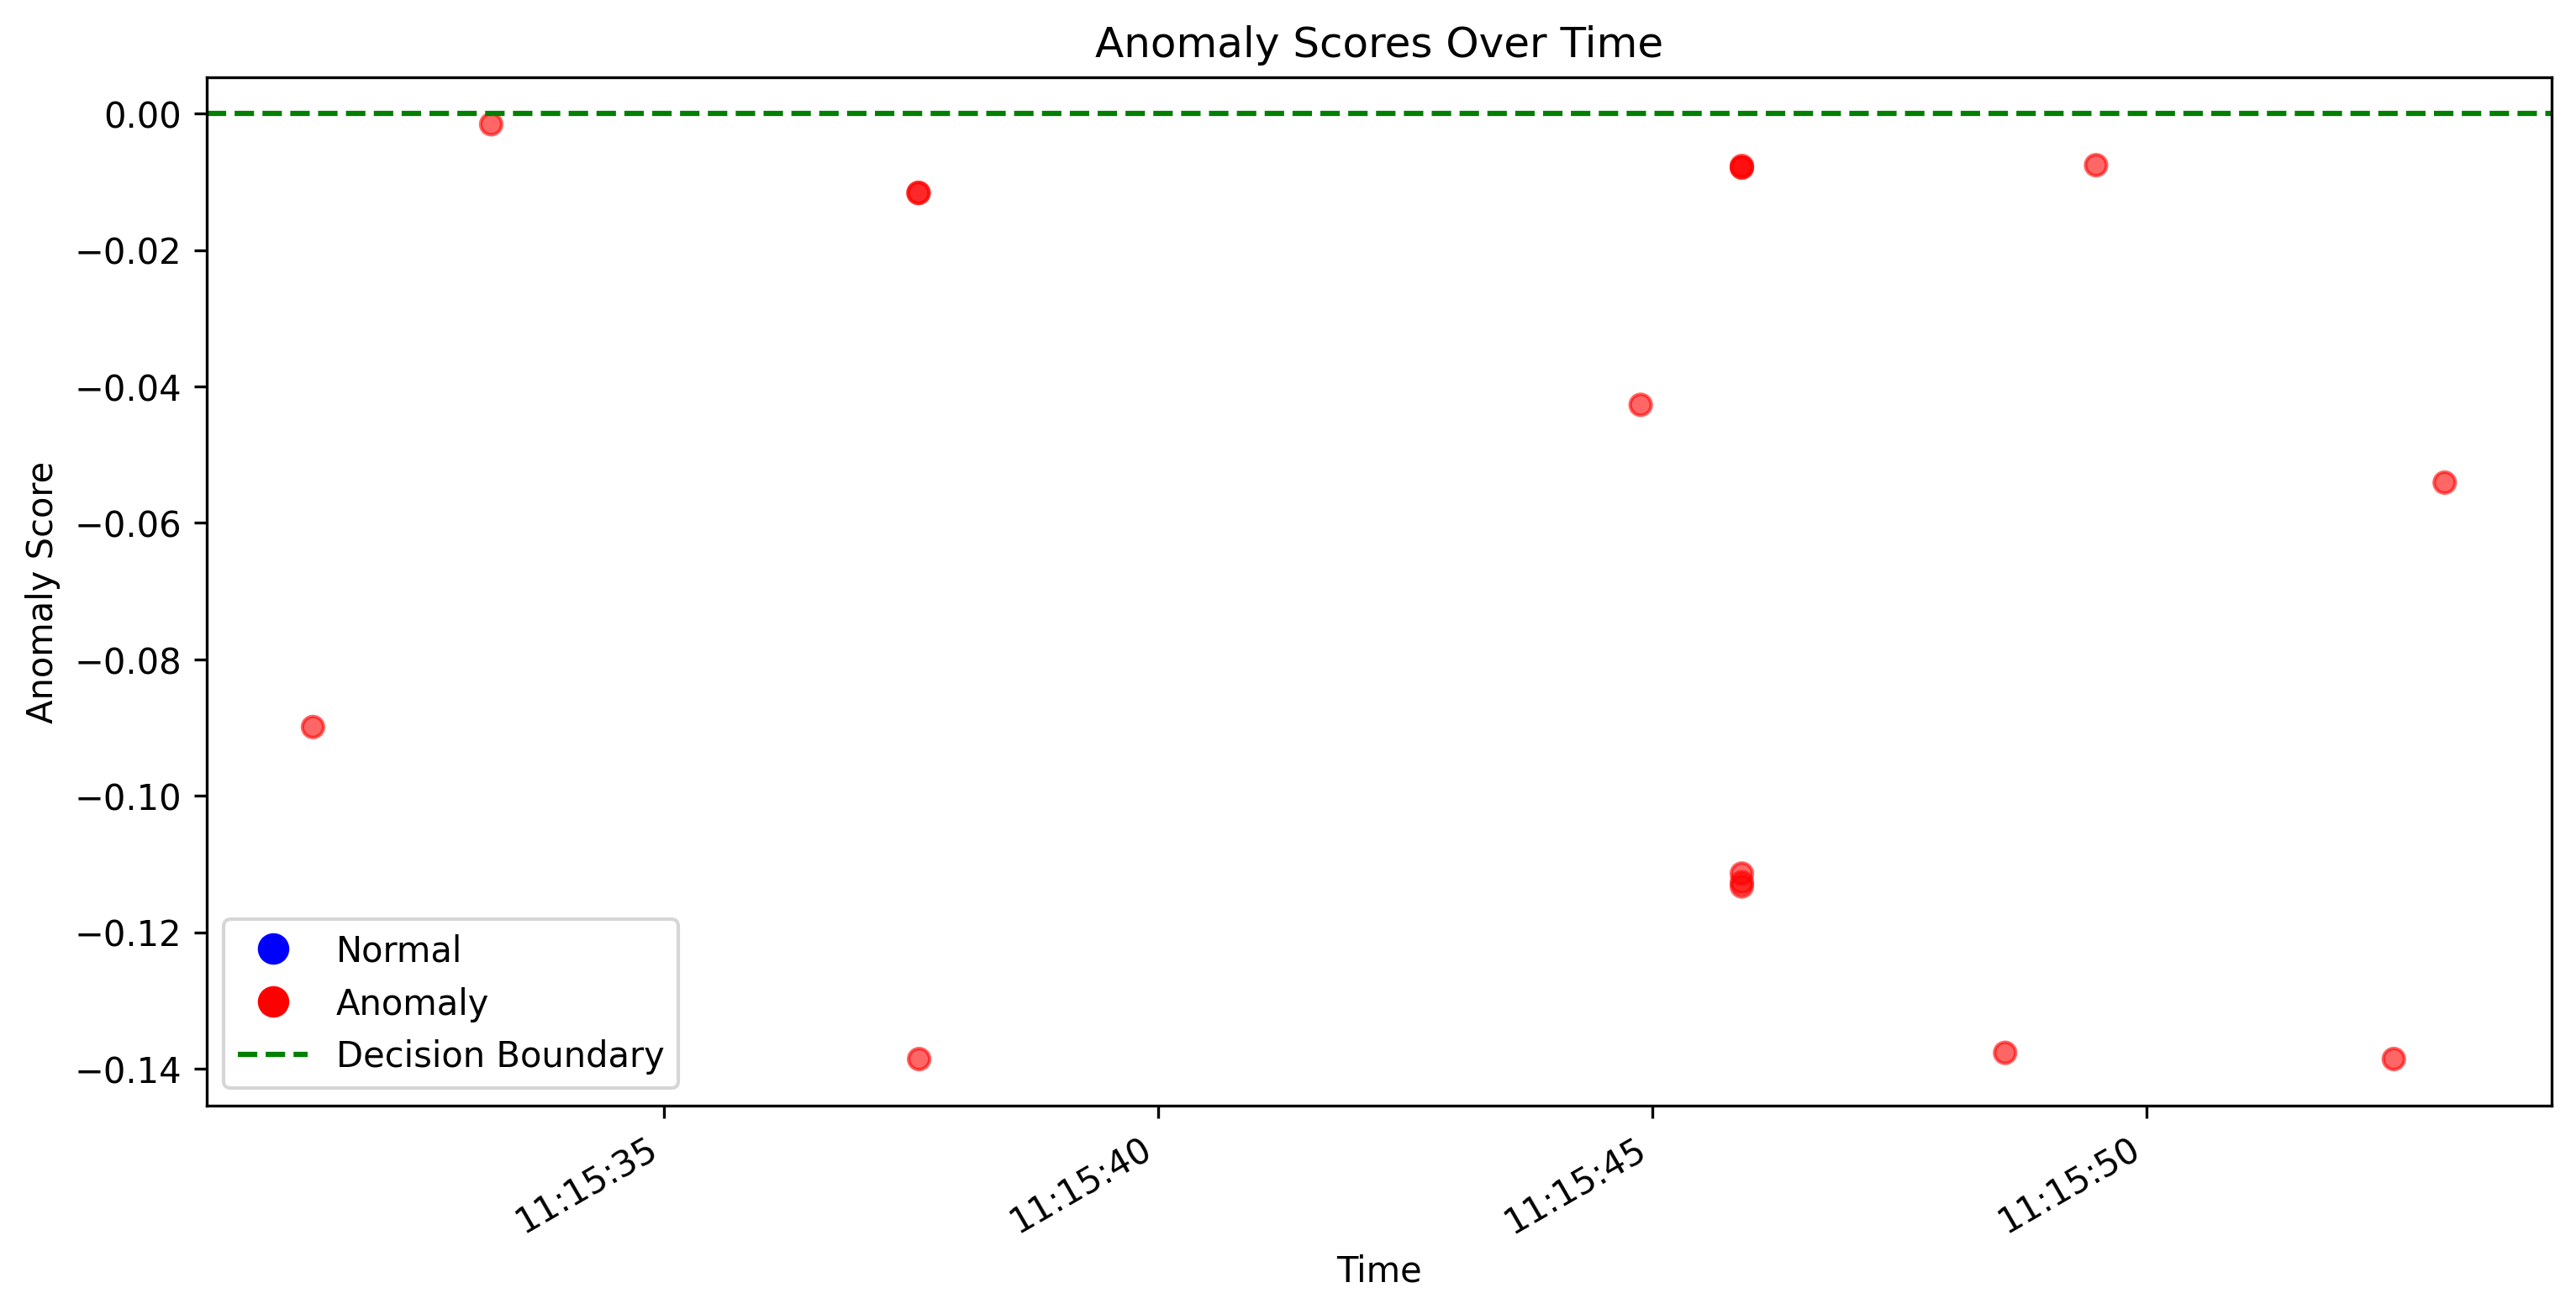 Anomaly Scores Over Time
Anomaly Score
0.00
−0.02
−0.04
−0.06
−0.08
−0.10
−0.12
−0.14
Normal
Anomaly
Decision Boundary
11:15:35
11:15:40
11:15:45
11:15:50
Time